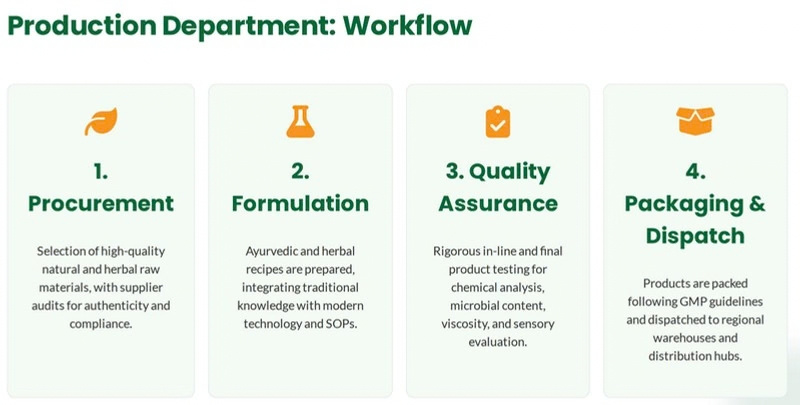 Production Department: Workflow
1.
Procurement
Selection of high-quality
natural and herbal raw
materials, with supplier
audits for authenticity and
compliance.
2.
Formulation
Ayurvedic and herbal
recipes are prepared,
integrating traditional
knowledge with modern
technology and SOPs.
3. Quality
Assurance
Rigorous in-line and final
product testing for
chemical analysis,
microbial content,
viscosity, and sensory
evaluation.
4.
Packaging &
Dispatch
Products are packed
following GMP guidelines
and dispatched to regional
warehouses and
distribution hubs.